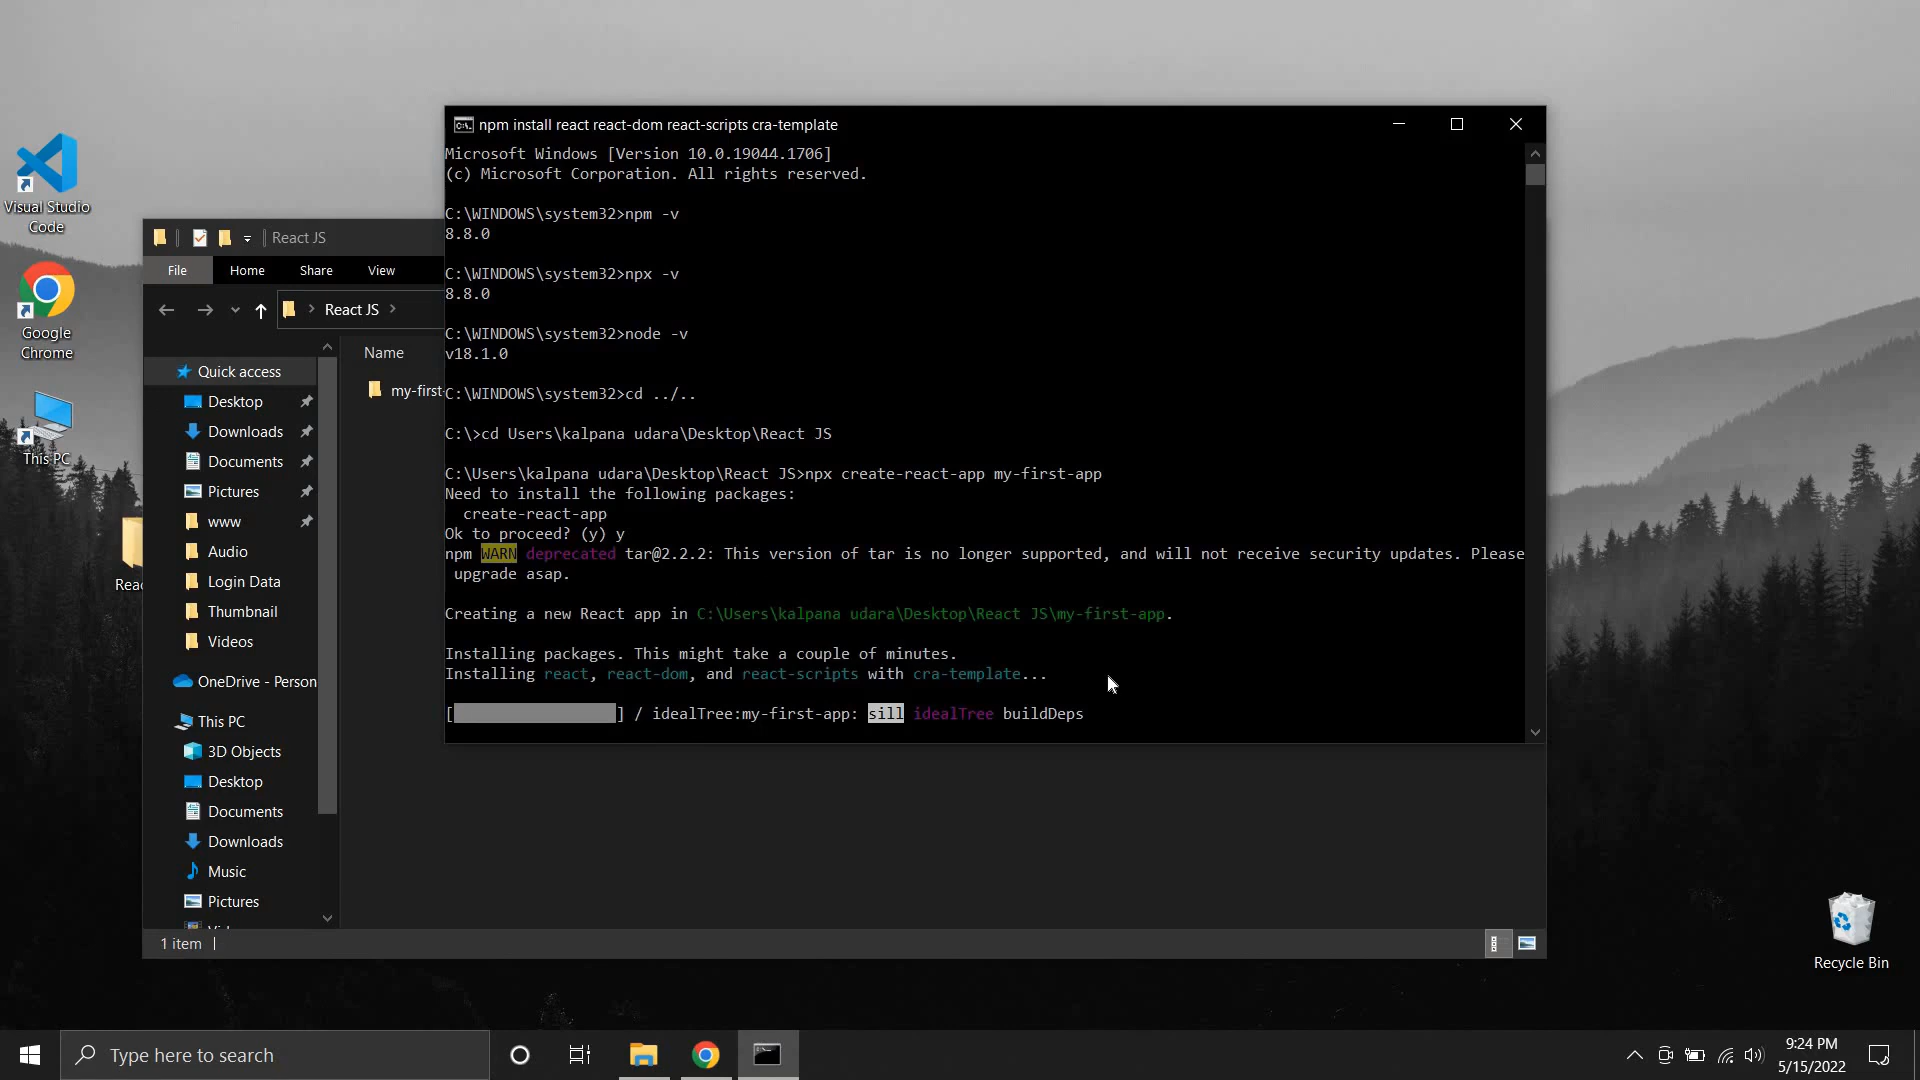 Visual Studio
Code
Google
Chrome
This PC
React JS
File Home Share View
React JS
Name
Quick access
Desktop
Downloads
Documents
Pictures
www
Audio
Login Data
Thumbnail
Videos
OneDrive - Person
This PC
3D Objects
Desktop
Documents
Downloads
Music
Pictures
my-first-
1 item
npm install react react-dom react-scripts cra-template
Microsoft Windows [Version 10.0.19044.1706]
(c) Microsoft Corporation. All rights reserved.
C:\WINDOWS\system32>npm -v
8.8.0
C:\WINDOWS\system32>npx -v
8.8.0
C:\WINDOWS\system32>node -v
v18.1.0
C:\WINDOWS\system32>cd ../..
C:\>cd Users\kalpana udara\Desktop\React JS
C:\Users\kalpana udara\Desktop\React JS>npx create-react-app my-first-app
Need to install the following packages:
create-react-app
Ok to proceed? (y) y
npm WARN deprecated tar@2.2.2: This version of tar is no longer supported, and will not receive security updates. Please
upgrade asap.
Creating a new React app in C:\Users\kalpana udara\Desktop\React JS\my-first-app.
Installing packages. This might take a couple of minutes.
Installing react, react-dom, and react-scripts with cra-template...
[ ] / idealTree:my-first-app: sill idealTree buildDeps
Recycle Bin
Type here to search
9:24 PM
5/15/2022